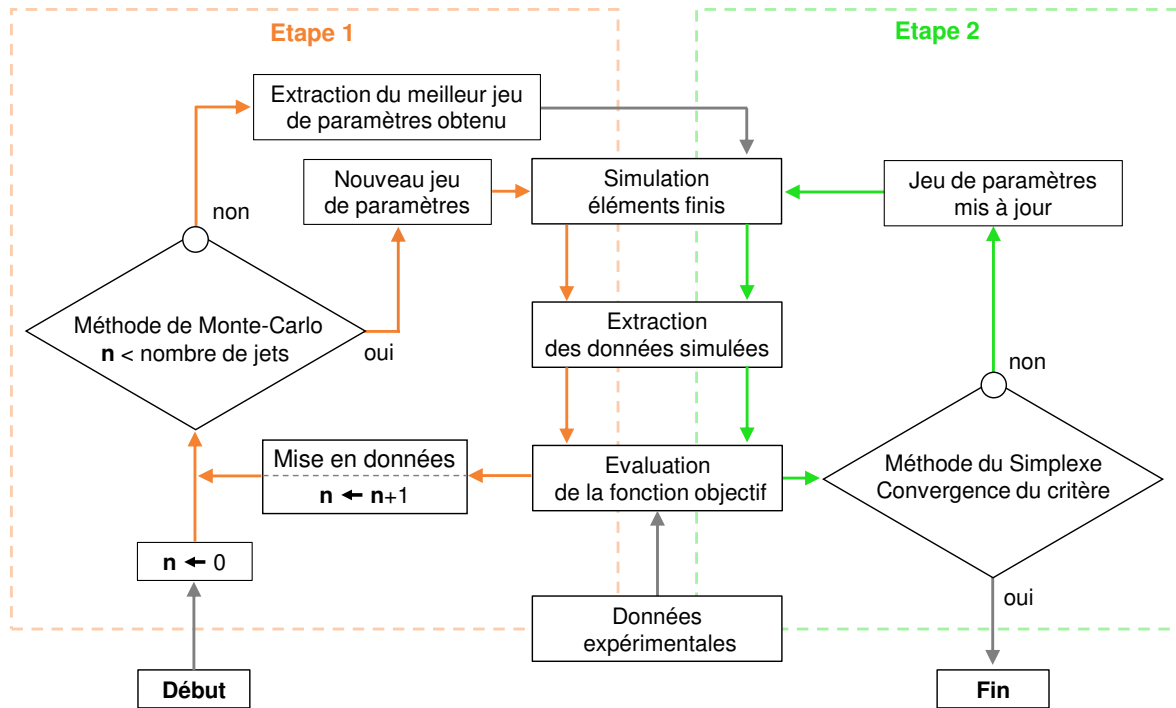 Etape 1
Etape 2
Extraction du meilleur jeu
de paramètres obtenu
Nouveau jeu
de paramètres
Simulation
éléments finis
Jeu de paramètres
mis à jour
non
Méthode de Monte-Carlo
n < nombre de jets
oui
Extraction
des données simulées
non
Mise en données
n ← n+1
Evaluation
de la fonction objectif
Méthode du Simplexe
Convergence du critère
n ← 0
oui
Données
expérimentales
Début
Fin